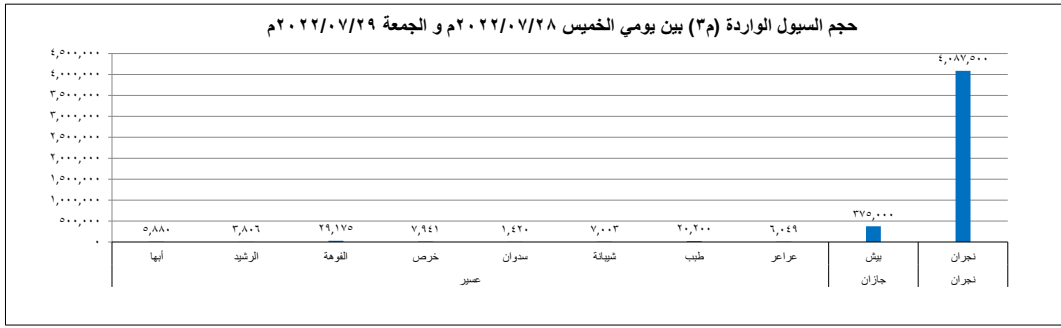 حجم السيول الواردة (م٣) بين يومي الخميس ٢٠٢٢/٠٧/٢٨م و الجمعة ٢٠٢٢/٠٧/٢٩م
٤,٥٠٠,٠٠٠
٤,٠٠٠,٠٠٠
٣,٥٠٠,٠٠٠
٣,٠٠٠,٠٠٠
٢,٥٠٠,٠٠٠
٢,٠٠٠,٠٠٠
١,٥٠٠,٠٠٠
١,٠٠٠,٠٠٠
٥٠٠,٠٠٠
٠
٤,٠٨٧,٥٠٠
٣٧٥,٠٠٠
٦,٠٤٩
٢٠,٢٠٠
٧,٠٠٣
١,٤٢٠
٧,٩٤١
٢٩,١٧٥
٣,٨٠٦
٥,٨٨٠
نجران
بيش
عراعر
طبب
شيبانة
سدوان
خرص
الفوهة
الرشيد
أبها
نجران
جازان
عسير